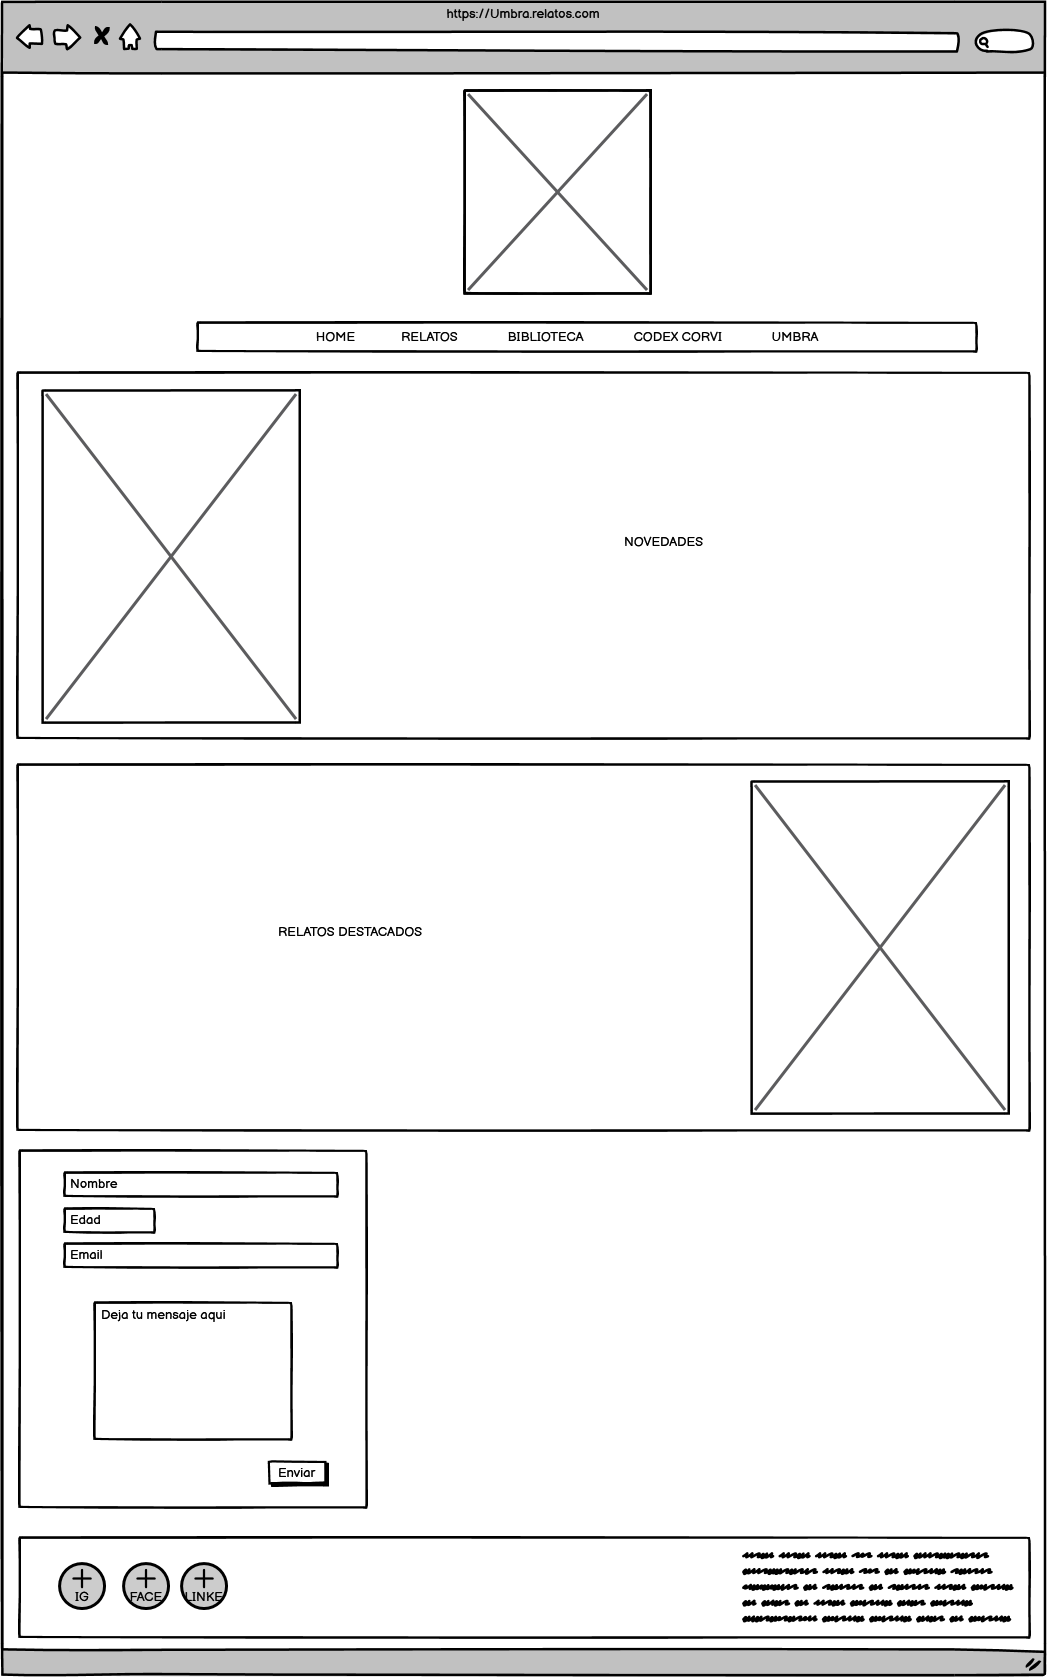 https://Umbra.relatos.com
HOME RELATOS BIBLIOTECA CODEX CORVI UMBRA
NOVEDADES
RELATOS DESTACADOS
Nombre
Edad
Email
Deja tu mensaje aqui
Enviar
IG FACE LINKE